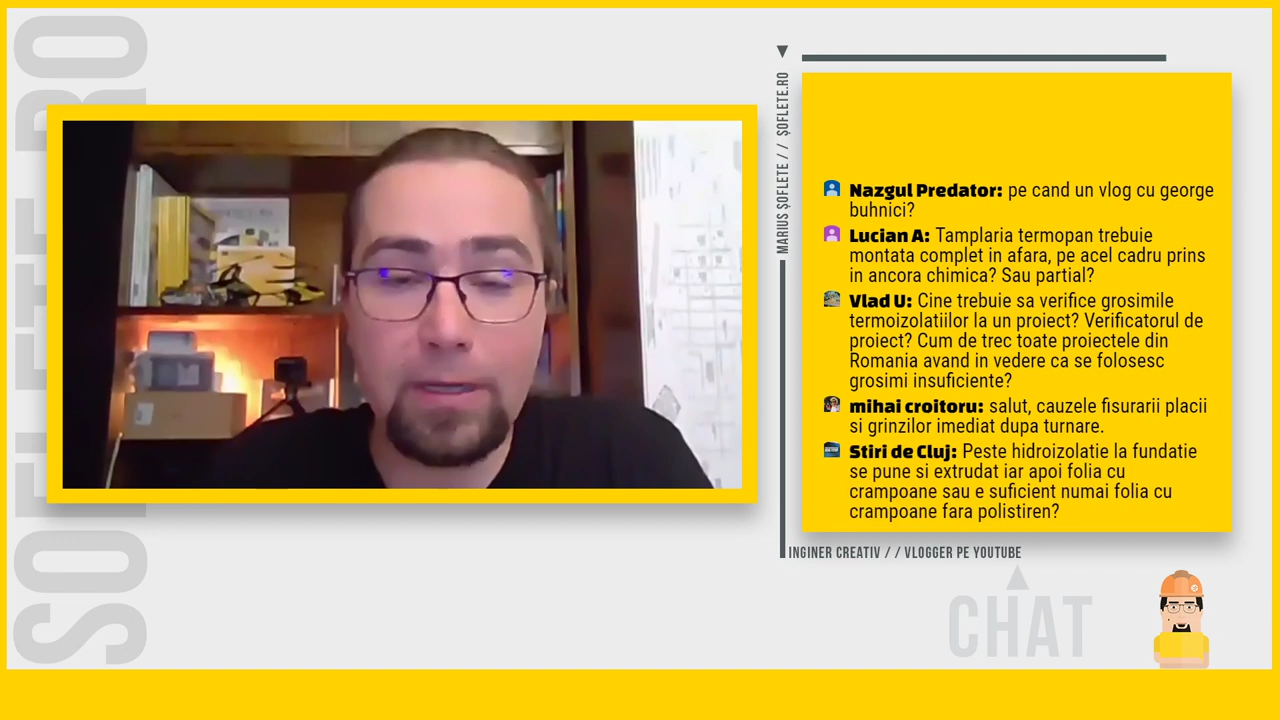 SOFLETE RO
MARIUS ȘOFLETE / / ȘOFLETE.RO
Nazgul Predator: pe cand un vlog cu george
buhnici?
Lucian A: Tamplaria termopan trebuie
montata complet in afara, pe acel cadru prins
in ancora chimica? Sau partial?
Vlad U: Cine trebuie sa verifice grosimile
termoizolatiilor la un proiect? Verificatorul de
proiect? Cum de trec toate proiectele din
Romania avand in vedere ca se folosesc
grosimi insuficiente?
mihai croitoru: salut, cauzele fisurarii placii
si grinzilor imediat dupa turnare.
Stiri de Cluj: Peste hidroizolatie la fundatie
se pune si extrudat iar apoi folia cu
crampoane sau e suficient numai folia cu
crampoane fara polistiren?
INGINER CREATIV / / VLOGGER PE YOUTUBE
CHAT